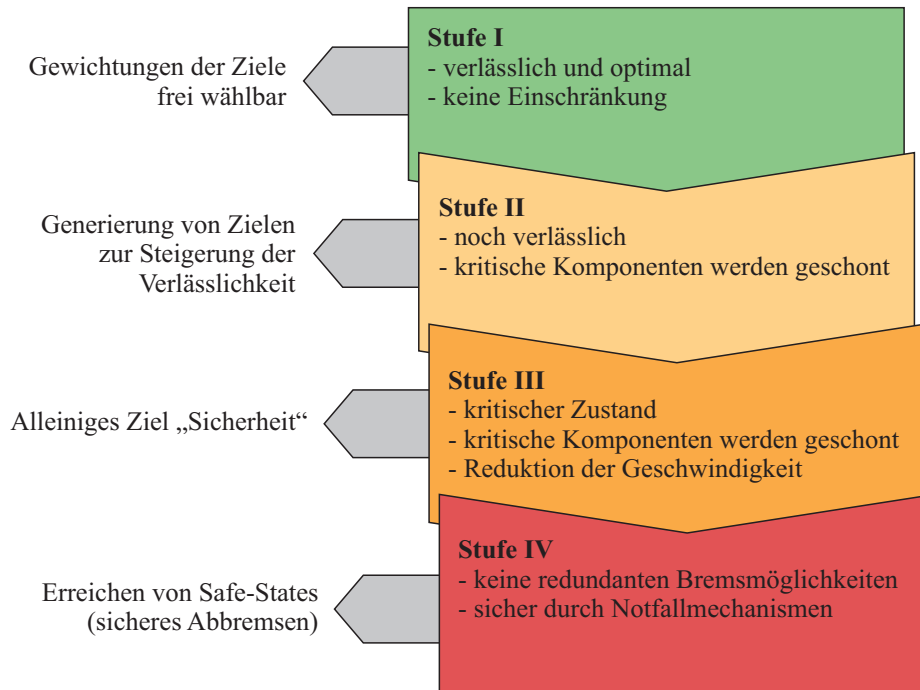 Gewichtungen der Ziele
frei wählbar
Stufe I
- verlässlich und optimal
- keine Einschränkung
Generierung von Zielen
zur Steigerung der
Verlässlichkeit
Stufe II
- noch verlässlich
- kritische Komponenten werden geschont
Alleiniges Ziel „Sicherheit“
Stufe III
- kritischer Zustand
- kritische Komponenten werden geschont
- Reduktion der Geschwindigkeit
Erreichen von Safe-States
(sicheres Abbremsen)
Stufe IV
- keine redundanten Bremsmöglichkeiten
- sicher durch Notfallmechanismen